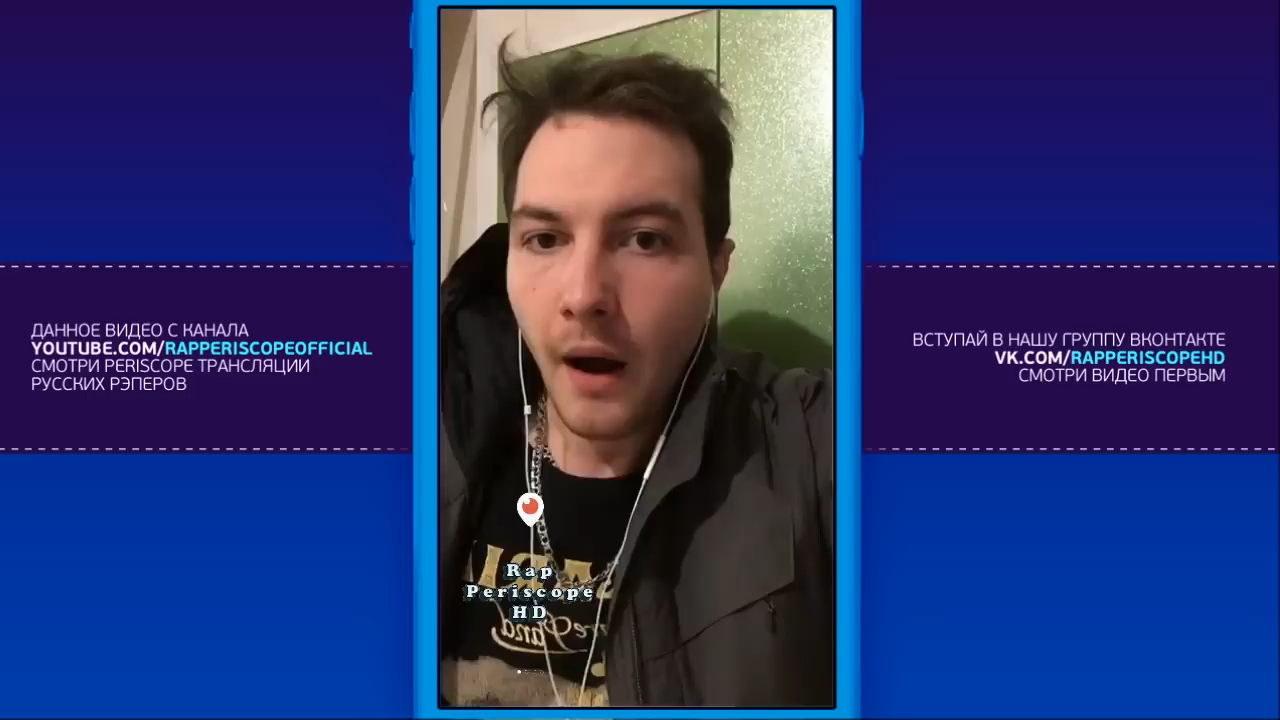 ДАННОЕ ВИДЕО С КАНАЛА
YOUTUBE.COM/RAPPERISCOPEOFFICIAL
СМОТРИ PERISCOPE ТРАНСЛЯЦИИ
РУССКИХ РЭПЕРОВ
Rap
Periscope
HD
ВСТУПАЙ В НАШУ ГРУППУ ВКОНТАКТЕ
VK.COM/RAPPERISCOPEHD
СМОТРИ ВИДЕО ПЕРВЫМ